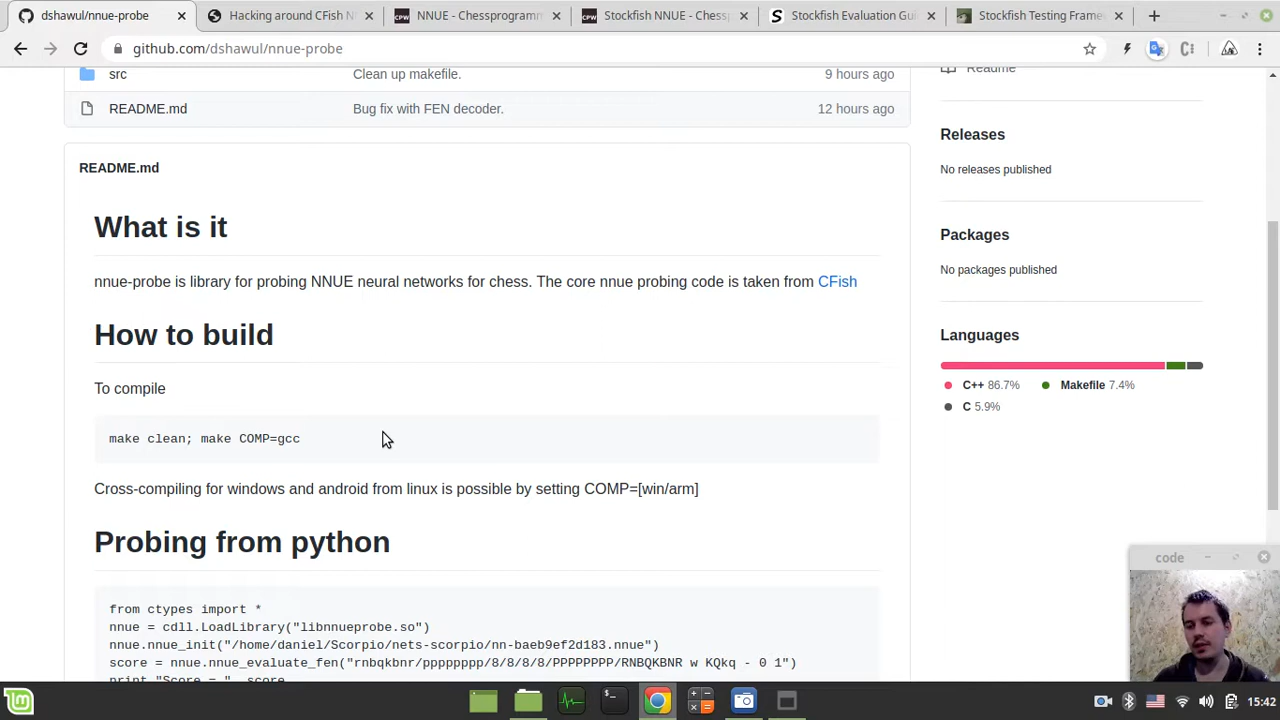 dshawul/nnue-probe
Hacking around CFish N
NNUE - Chessprogramm
Stockfish NNUE - Chessp
Stockfish Evaluation Gui
Stockfish Testing Frame
github.com/dshawul/nnue-probe
src
Clean up makefile.
9 hours ago
README.md
Bug fix with FEN decoder.
12 hours ago
Readme
Releases
No releases published
Packages
No packages published
Languages
C++ 86.7%
Makefile 7.4%
C 5.9%
README.md
What is it
nnue-probe is library for probing NNUE neural networks for chess. The core nnue probing code is taken from CFish
How to build
To compile
make clean; make COMP=gcc
Cross-compiling for windows and android from linux is possible by setting COMP=[win/arm]
Probing from python
from ctypes import *
nnue = cdll.LoadLibrary("libnnueprobe.so")
nnue.nnue_init("/home/daniel/Scorpio/nets-scorpio/nn-baeb9ef2d183.nnue")
score = nnue.nnue_evaluate_fen("rnbqkbnr/pppppppp/8/8/8/8/PPPPPPPP/RNBQKBNR w KQkq - 0 1")
print "Score = ", score
code
15:42